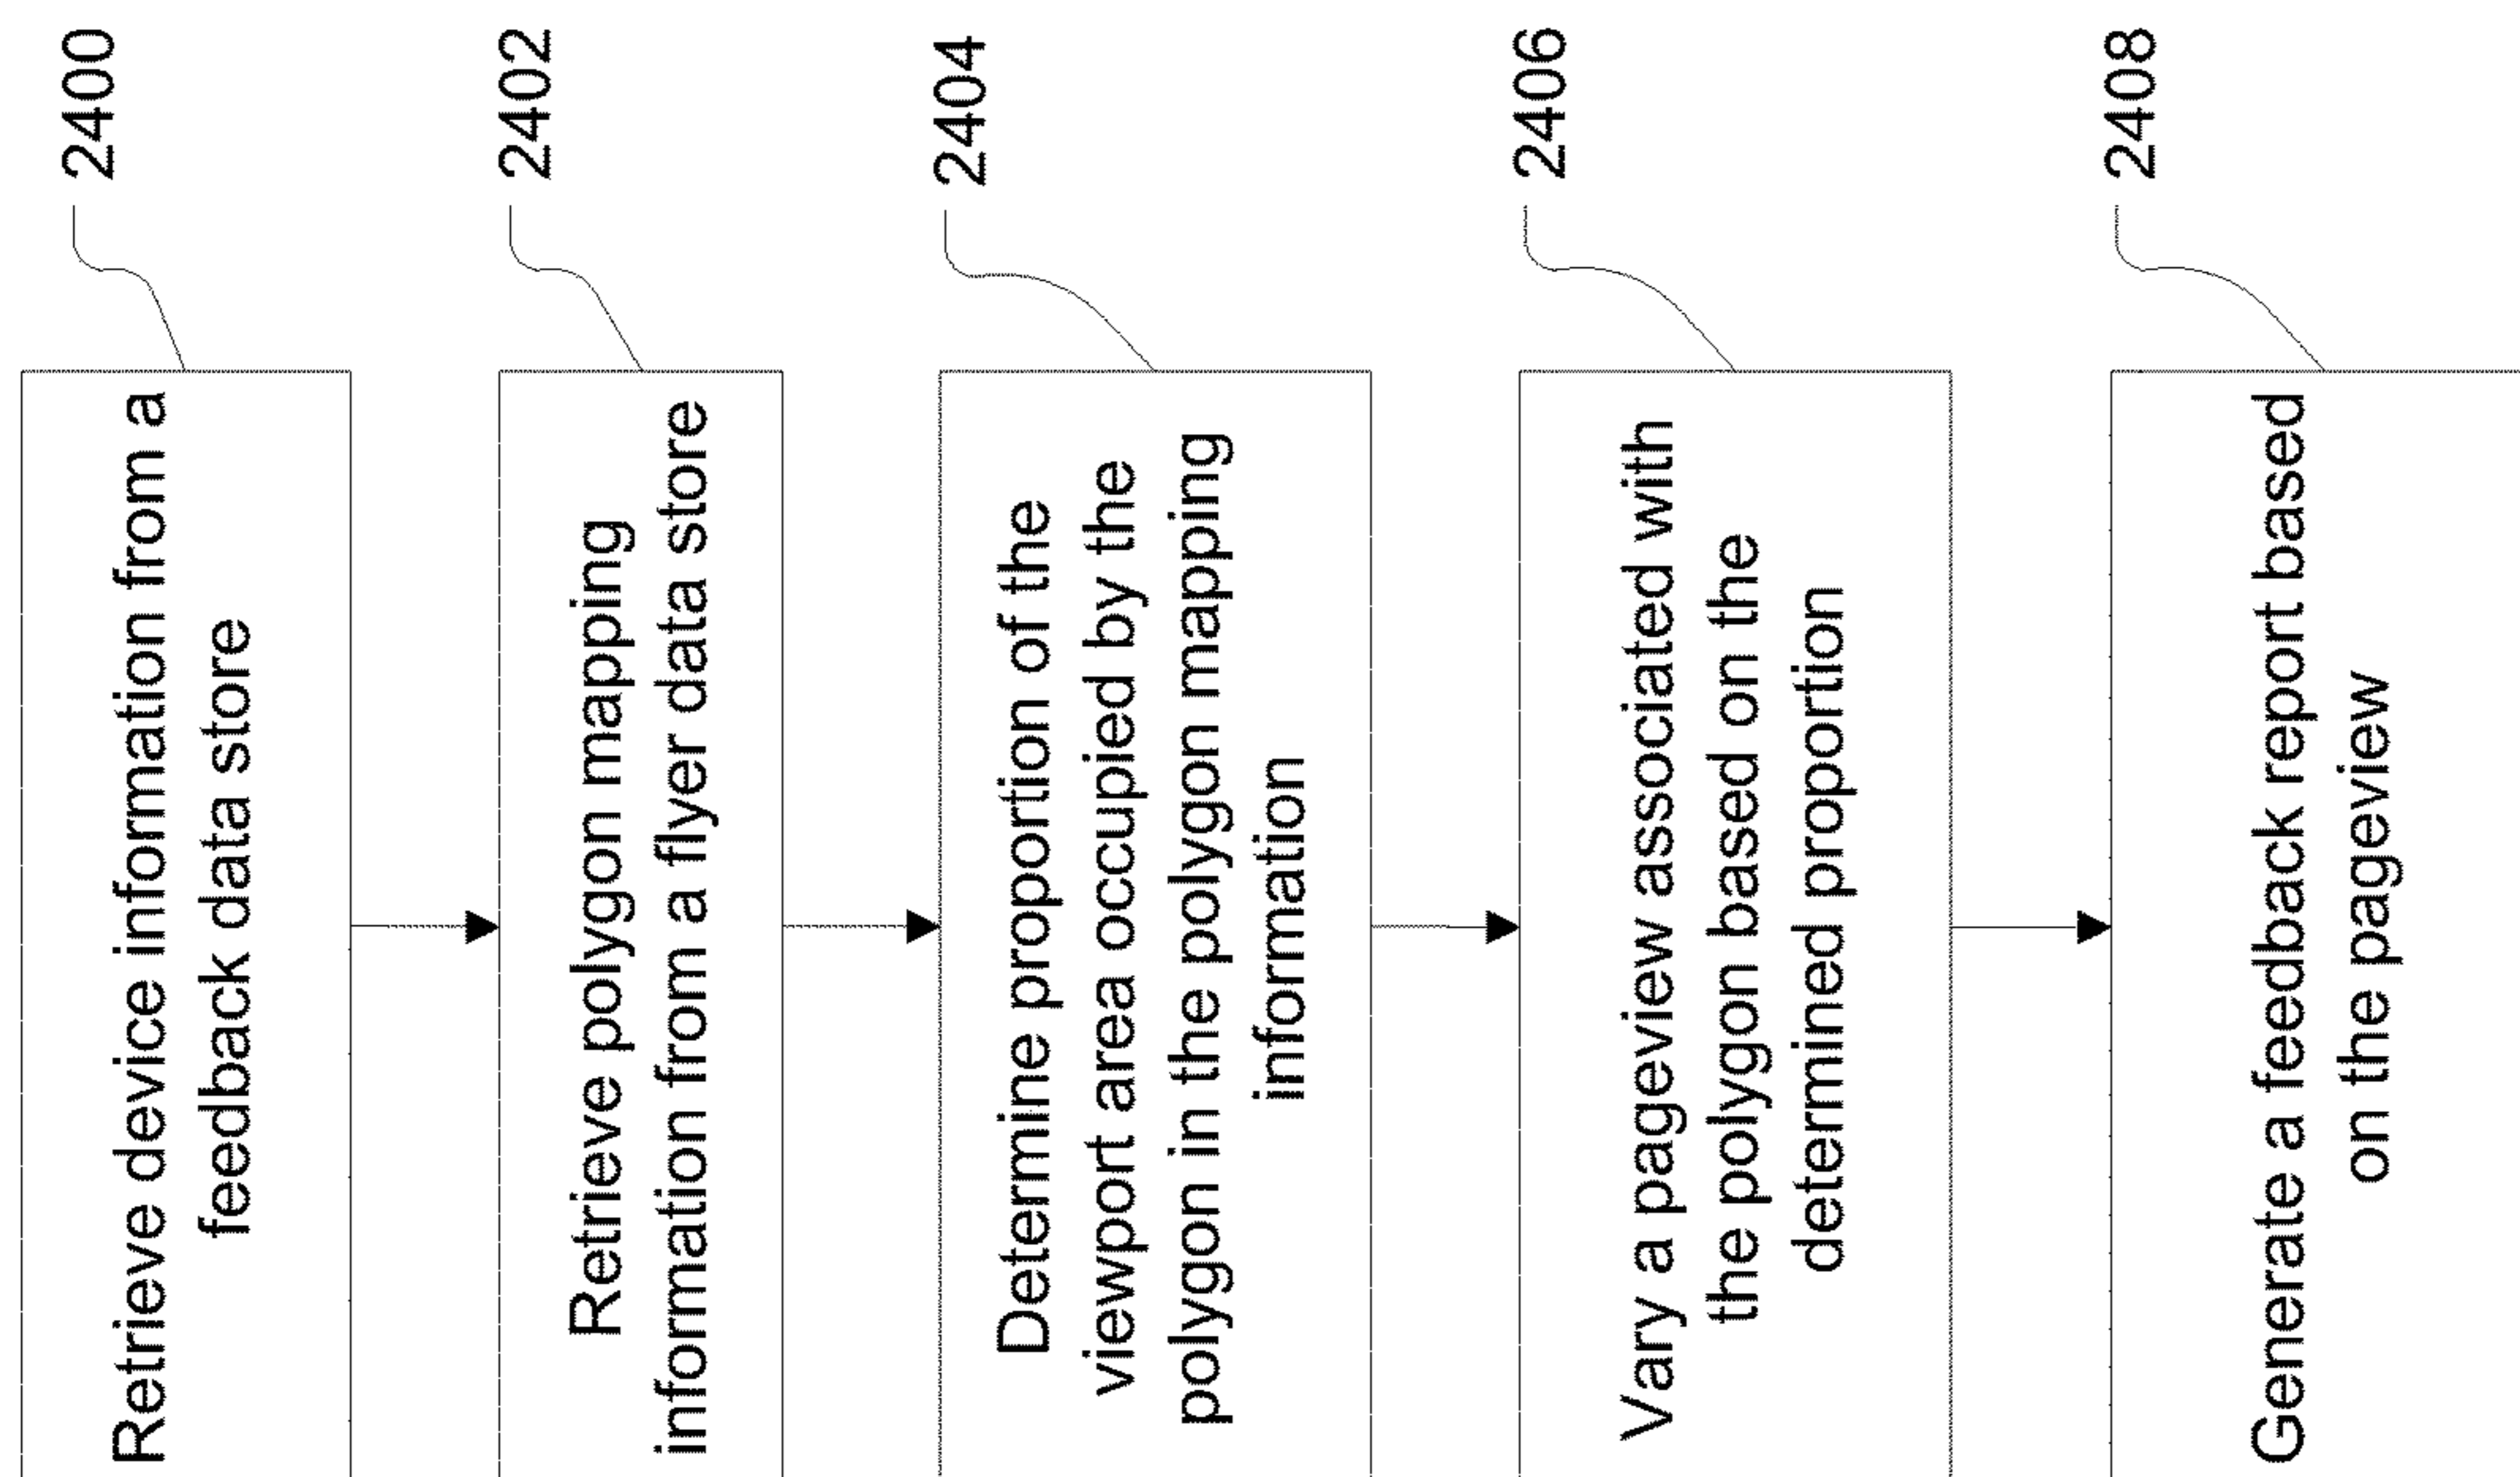 2400
Retrieve device information from a
feedback data store
2402
Retrieve polygon mapping
information from a flyer data store
2404
Determine proportion of the
viewport area occupied by the
polygon in the polygon mapping
information
2406
Vary a pageview associated with
the polygon based on the
determined proportion
2408
Generate a feedback report based
on the pageview